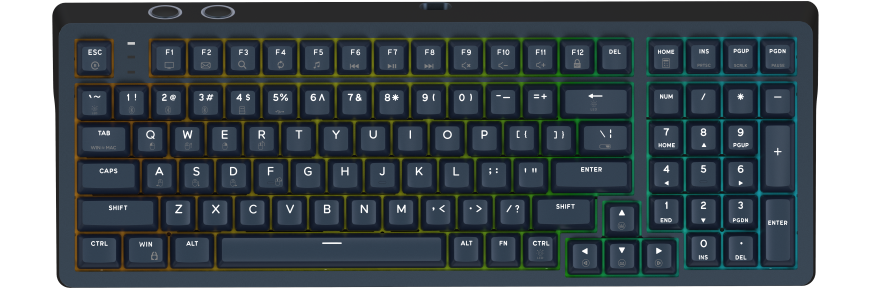 ESC F1 F2 F3 F4 F5 F6 F7 F8 F9 F10 F11 F12 DEL HOME INS PGUP PGDN
` ~ 1 ! 2 @ 3 # 4 $ 5 % 6 ^ 7 & 8 * 9 ( 0 ) - _ = + ← NUM / * −
TAB Q W E R T Y U I O P [ { ] } \ | 7 HOME 8 ▲ 9 PGUP +
CAPS A S D F G H J K L ; : ' " ENTER 4 ◄ 5 6 ►
SHIFT Z X C V B N M , < . > / ? SHIFT ▲ 1 END 2 ▼ 3 PGDN ENTER
CTRL WIN ALT ALT FN CTRL ◄ ▼ ► 0 INS . DEL